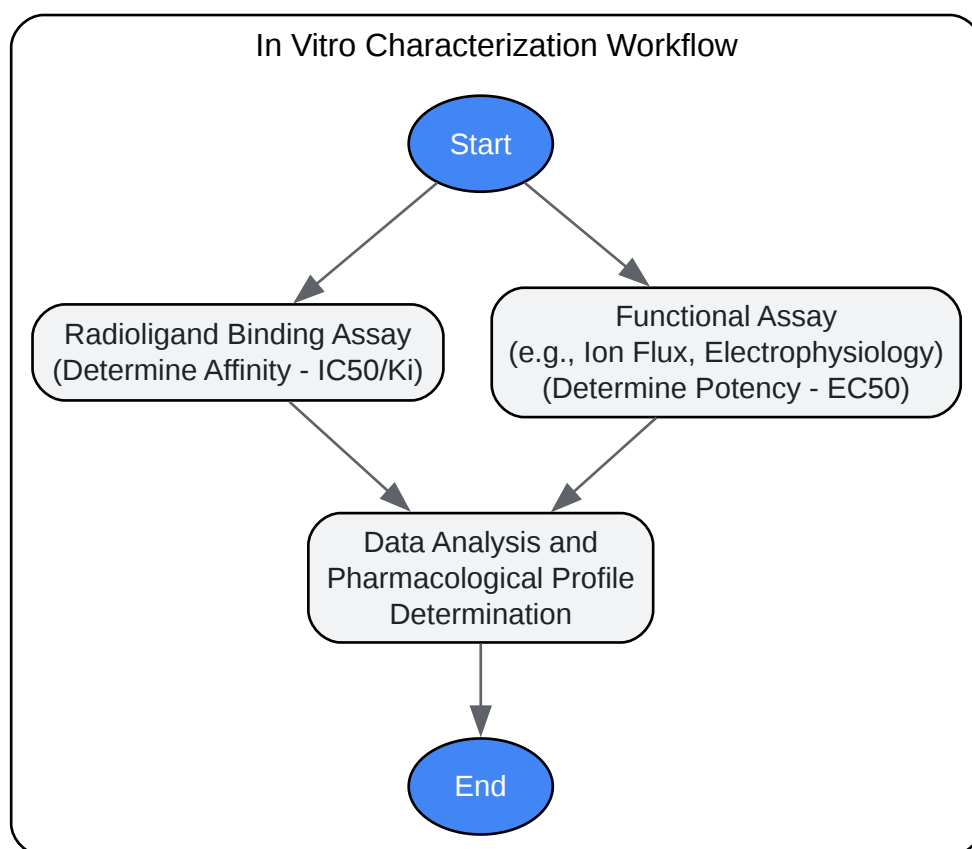 In Vitro Characterization Workflow
Start
Radioligand Binding Assay
(Determine Affinity - IC50/Ki)
Functional Assay
(e.g., Ion Flux, Electrophysiology)
(Determine Potency - EC50)
Data Analysis and
Pharmacological Profile
Determination
End